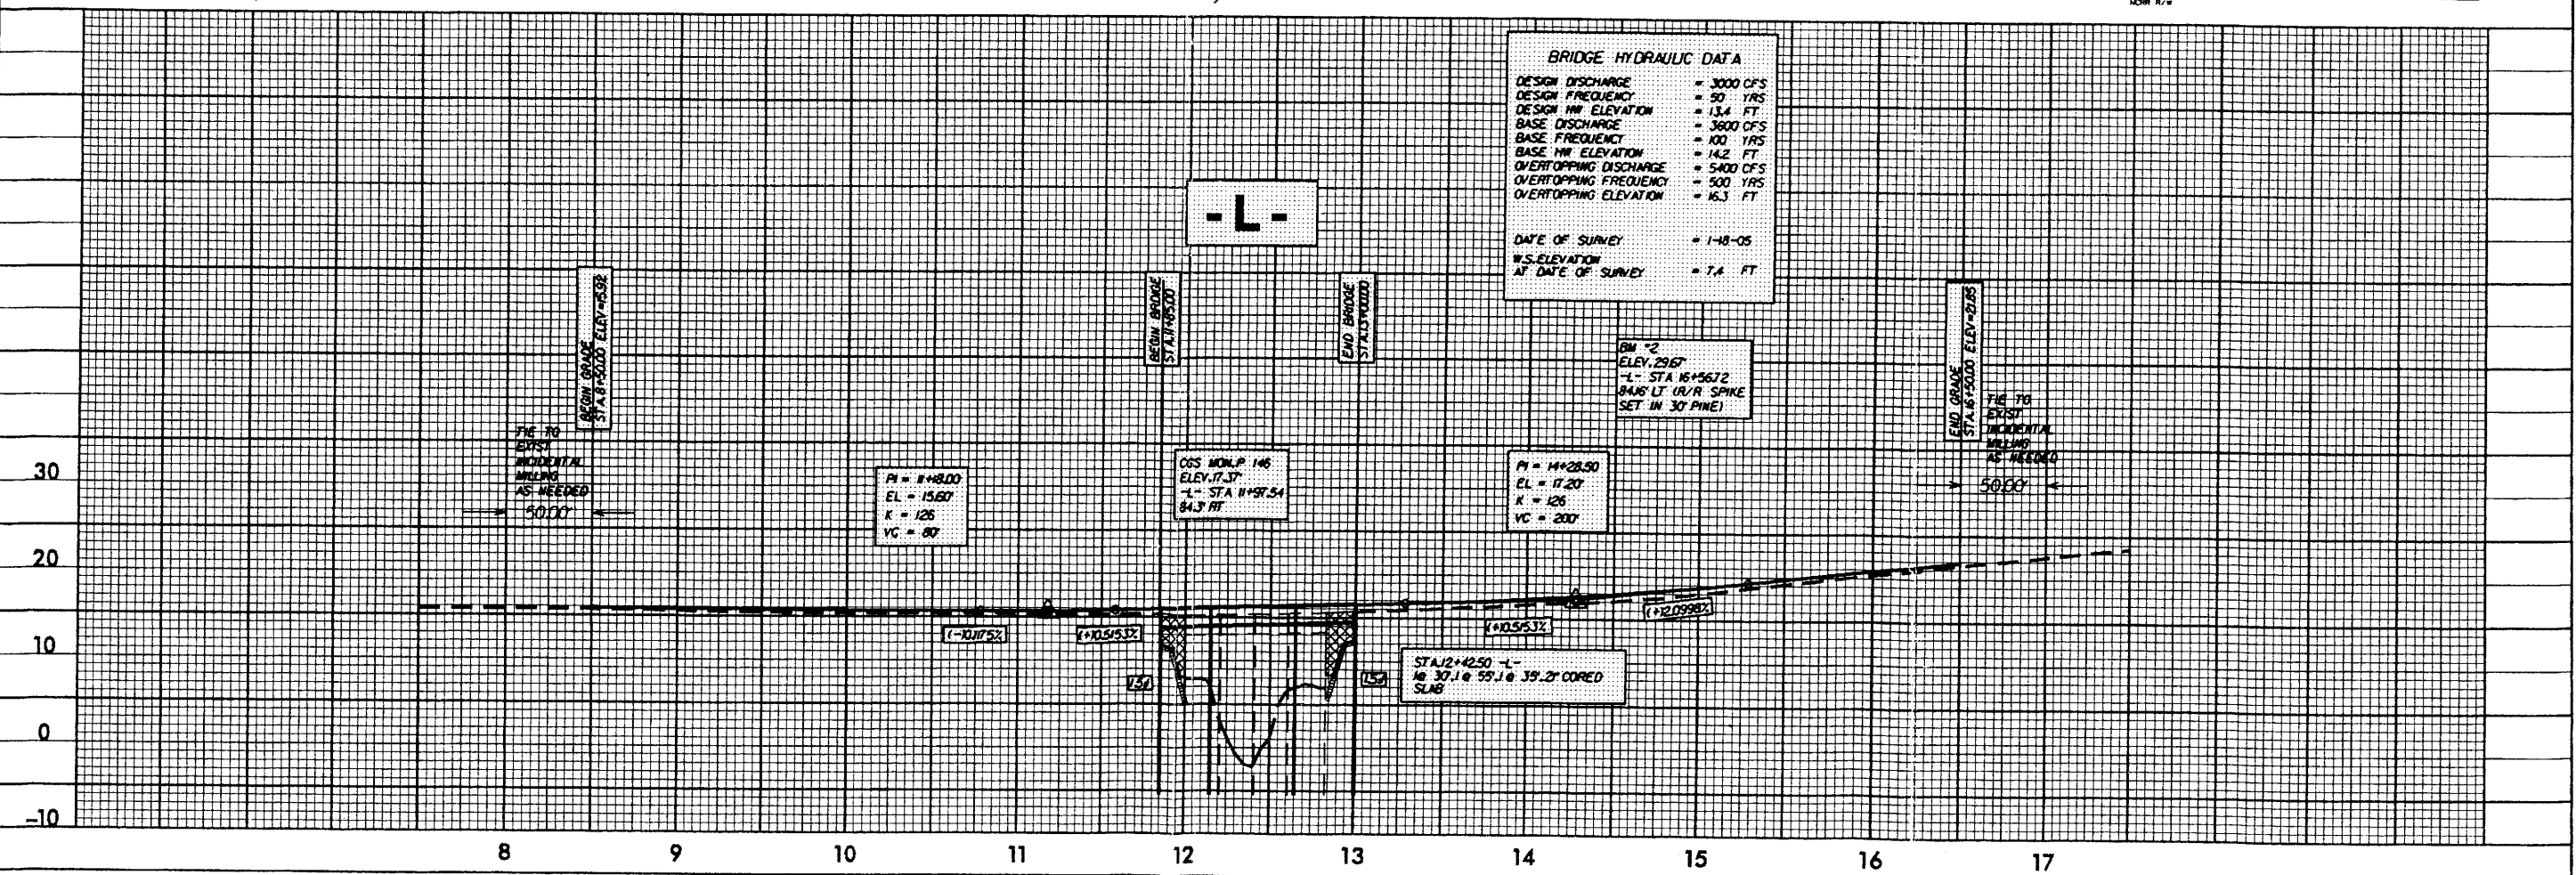 BRIDGE HYDRAULIC DATA
DESIGN DISCHARGE = 3000 CFS
DESIGN FREQUENCY = 50 YRS
DESIGN HW ELEVATION = 13.4 FT
BASE DISCHARGE = 3600 CFS
BASE FREQUENCY = 100 YRS
BASE HW ELEVATION = 14.2 FT
OVERTOPPING DISCHARGE = 5400 CFS
OVERTOPPING FREQUENCY = 500 YRS
OVERTOPPING ELEVATION = 16.3 FT
DATE OF SURVEY = 1-18-05
W.S. ELEVATION
AT DATE OF SURVEY = 7.4 FT
-L-
BEGIN GRADE
STA. 8+50.00 ELEV=15.92
BEGIN BRIDGE
STA. 11+85.00
END BRIDGE
STA. 13+00.00
END GRADE
STA. 16+50.00 ELEV=21.85
BM #2
ELEV. 29.67'
-L- STA 16+56.72
84.16' LT (R/R SPIKE
SET IN 30" PINE)
TIE TO
EXIST
INCIDENTAL
MILLING
AS NEEDED
50.00'
TIE TO
EXIST
INCIDENTAL
MILLING
AS NEEDED
50.00'
PI = 11+18.00
EL = 15.60'
K = 126
VC = 80'
CGS MON. P 146
ELEV. 17.37'
-L- STA 11+97.54
84.3' RT
PI = 14+28.50
EL = 17.20'
K = 126
VC = 200'
(-)0.1175%
(+)0.5153%
(+)0.5153%
(+)2.0998%
STA. 12+42.50 -L-
1@ 30', 1@ 55', 1@ 35', 21" CORED
SLAB
1.5:1
1.5:1
30
20
10
0
-10
8 9 10 11 12 13 14 15 16 17